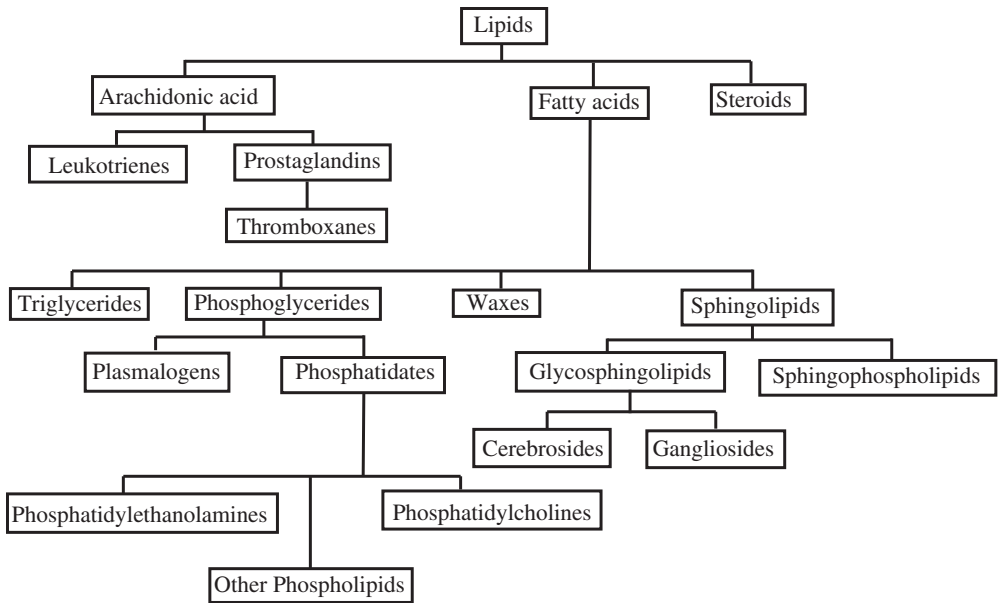 Lipids
Arachidonic acid
Fatty acids
Steroids
Leukotrienes
Prostaglandins
Thromboxanes
Triglycerides
Phosphoglycerides
Waxes
Sphingolipids
Plasmalogens
Phosphatidates
Glycosphingolipids
Sphingophospholipids
Cerebrosides
Gangliosides
Phosphatidylethanolamines
Phosphatidylcholines
Other Phospholipids